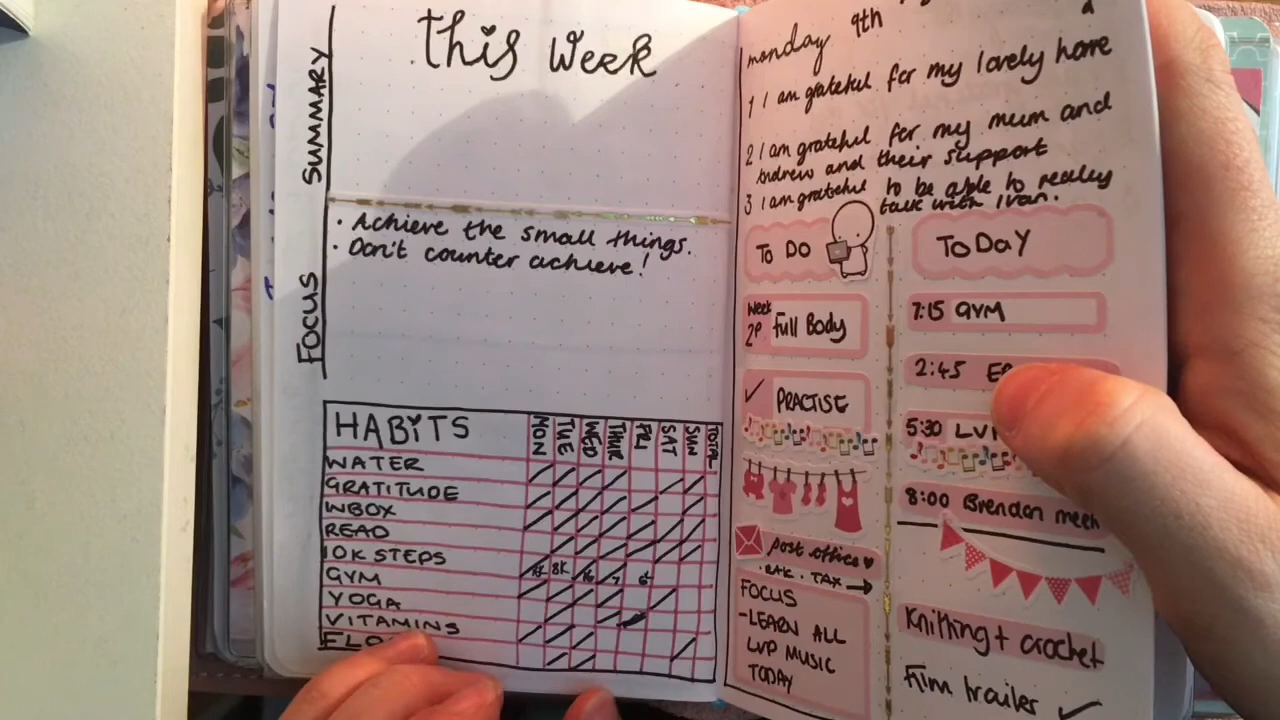 This Week
SUMMARY
• Achieve the small things.
• Don't counter achieve!
FOCUS
HABITS MON TUE WED THUR FRI SAT SUN TOTAL
WATER
GRATITUDE
INBOX
READ
10K STEPS 8K
GYM
YOGA
VITAMINS
monday 9th
1 I am grateful for my lovely home
2 I am grateful for my mum and
Andrew and their support
3 I am grateful to be able to really
talk with Ivan.
TO DO
Week
2P Full Body
✓ PRACTISE
post office ♥
TAX →
FOCUS
-LEARN ALL
LVP MUSIC
TODAY
TODAY
7:15 GYM
2:45
5:30
8:00 Brendan meet
Knitting + crochet
Film trailer ✓